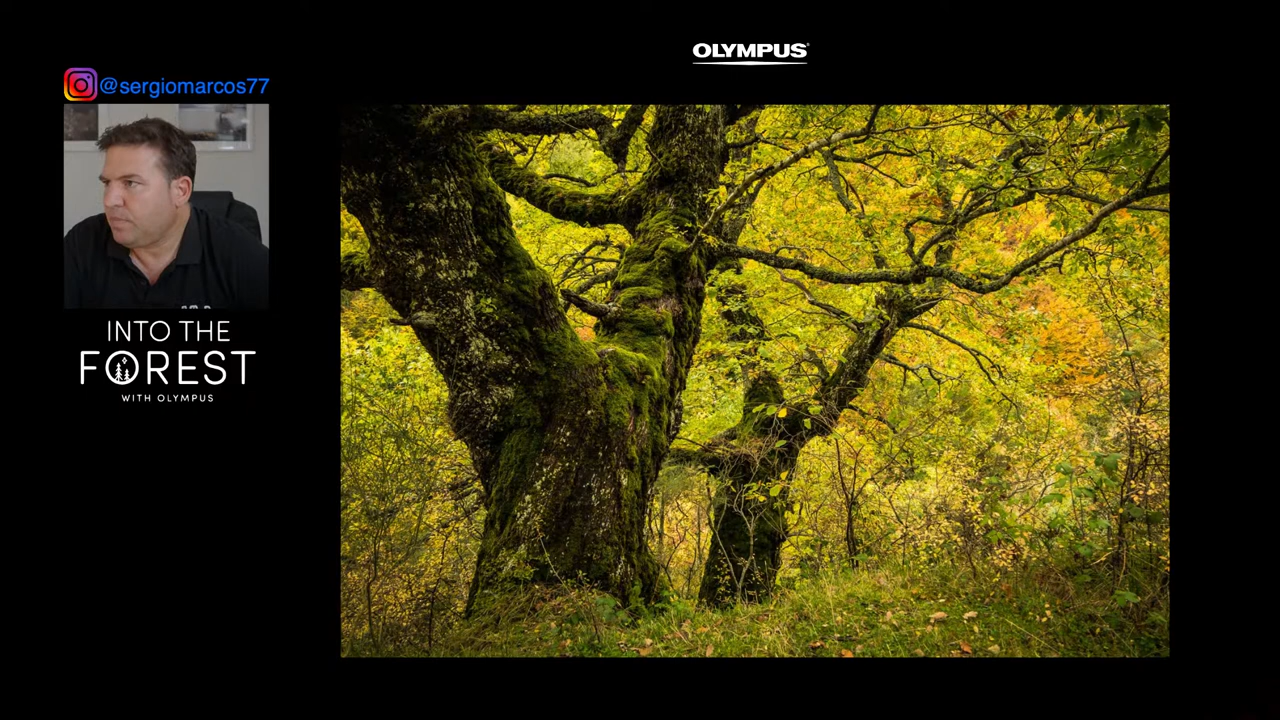 OLYMPUS
@sergiomarcos77
INTO THE
FOREST
WITH OLYMPUS